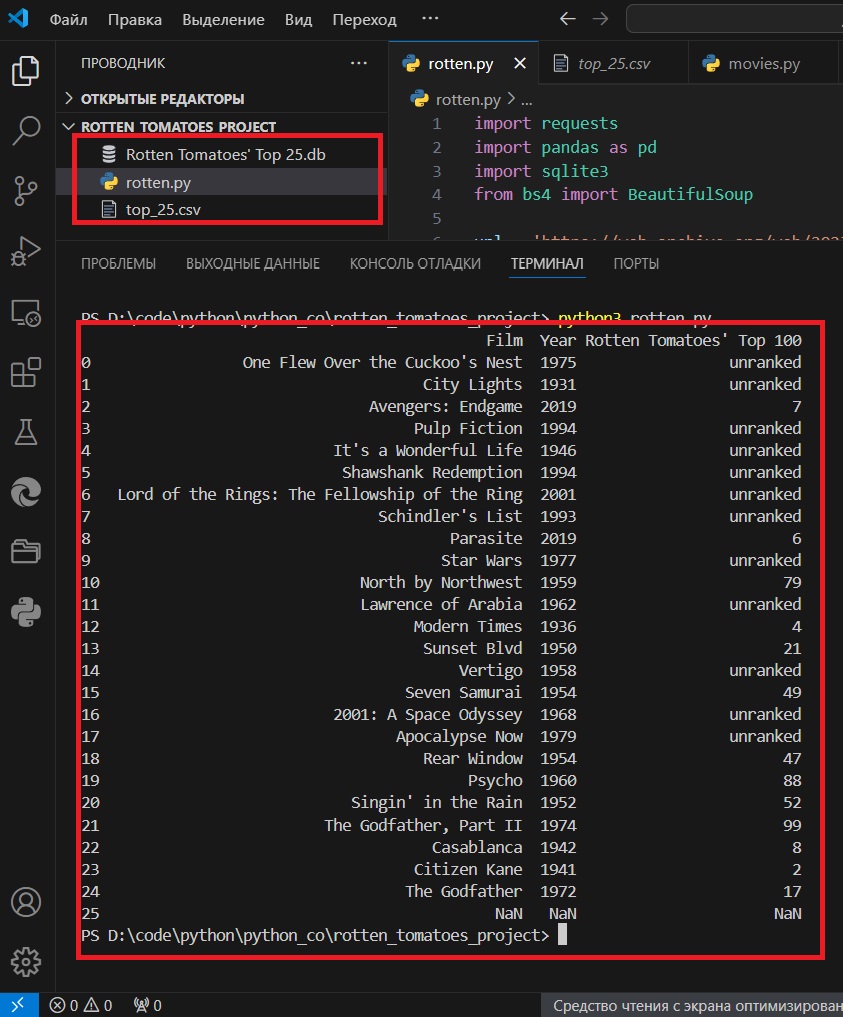 Файл Правка Выделение Вид Переход ...
ПРОВОДНИК ...
ОТКРЫТЫЕ РЕДАКТОРЫ
ROTTEN_TOMATOES_PROJECT
Rotten Tomatoes' Top 25.db
rotten.py
top_25.csv
rotten.py top_25.csv movies.py
rotten.py > ...
1 import requests
2 import pandas as pd
3 import sqlite3
4 from bs4 import BeautifulSoup
5
6 url = 'https://web.archive.org/web/202
ПРОБЛЕМЫ ВЫХОДНЫЕ ДАННЫЕ КОНСОЛЬ ОТЛАДКИ ТЕРМИНАЛ ПОРТЫ
PS D:\code\python\python_co\rotten_tomatoes_project> python3 rotten.py
Film Year Rotten Tomatoes' Top 100
0 One Flew Over the Cuckoo's Nest 1975 unranked
1 City Lights 1931 unranked
2 Avengers: Endgame 2019 7
3 Pulp Fiction 1994 unranked
4 It's a Wonderful Life 1946 unranked
5 Shawshank Redemption 1994 unranked
6 Lord of the Rings: The Fellowship of the Ring 2001 unranked
7 Schindler's List 1993 unranked
8 Parasite 2019 6
9 Star Wars 1977 unranked
10 North by Northwest 1959 79
11 Lawrence of Arabia 1962 unranked
12 Modern Times 1936 4
13 Sunset Blvd 1950 21
14 Vertigo 1958 unranked
15 Seven Samurai 1954 49
16 2001: A Space Odyssey 1968 unranked
17 Apocalypse Now 1979 unranked
18 Rear Window 1954 47
19 Psycho 1960 88
20 Singin' in the Rain 1952 52
21 The Godfather, Part II 1974 99
22 Casablanca 1942 8
23 Citizen Kane 1941 2
24 The Godfather 1972 17
25 NaN NaN NaN
PS D:\code\python\python_co\rotten_tomatoes_project>
0 0 0 Средство чтения с экрана оптимизирован